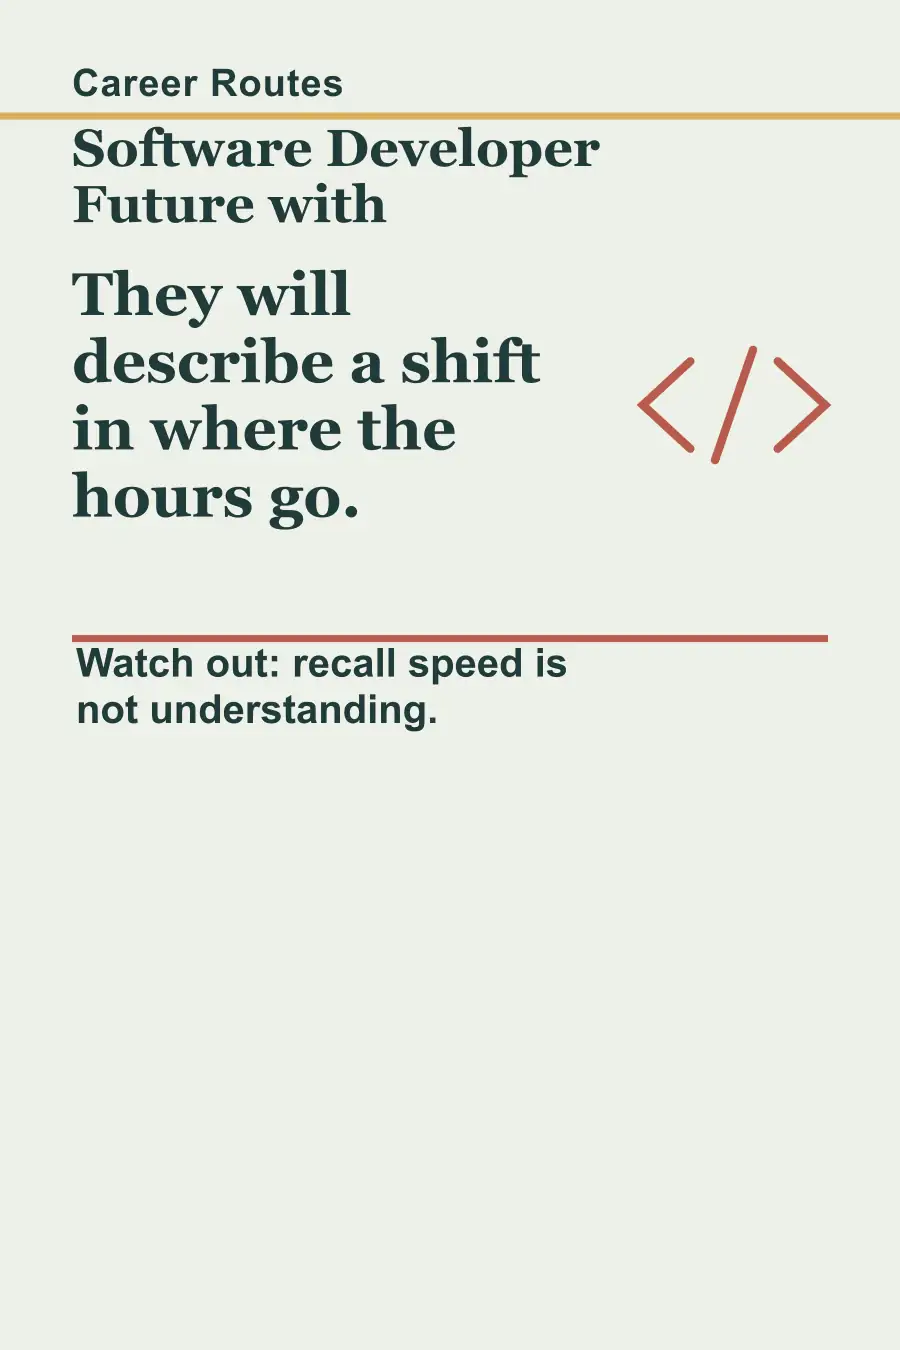 Career Routes
Software Developer
Future with
They will
describe a shift
in where the
hours go.
Watch out: recall speed is
not understanding.